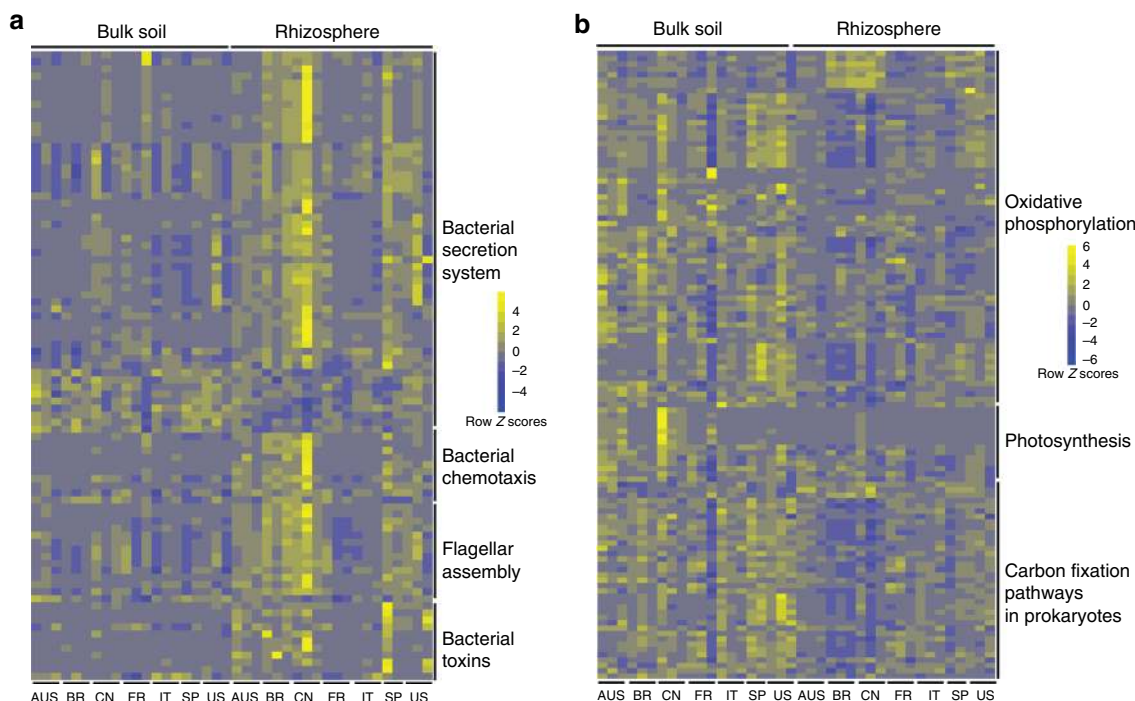 a
Bulk soil Rhizosphere
Bacterial
secretion
system
4
2
0
−2
−4
Row Z scores
Bacterial
chemotaxis
Flagellar
assembly
Bacterial
toxins
AUS BR CN FR IT SP US AUS BR CN FR IT SP US
b
Bulk soil Rhizosphere
Oxidative
phosphorylation
6
4
2
0
−2
−4
−6
Row Z scores
Photosynthesis
Carbon fixation
pathways
in prokaryotes
AUS BR CN FR IT SP US AUS BR CN FR IT SP US